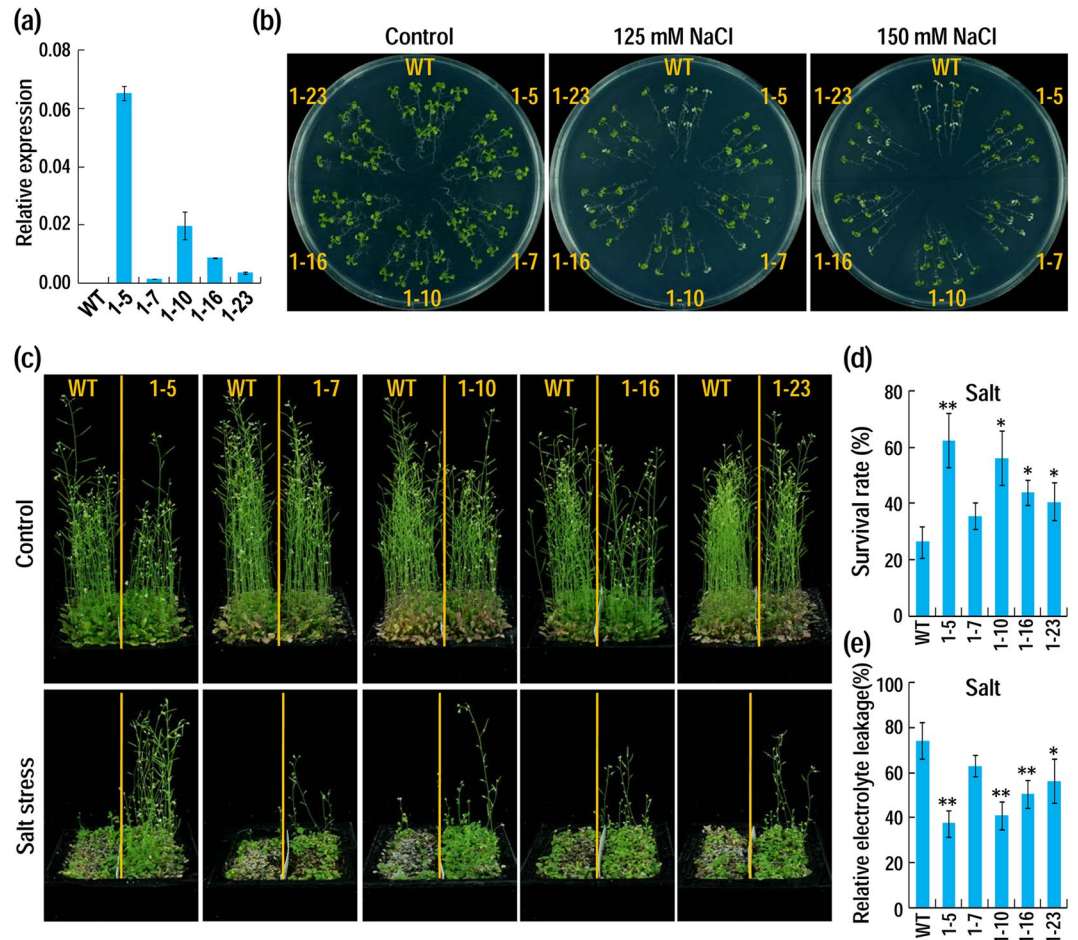 (a)
0.08
0.06
0.04
0.02
0.00
Relative expression
WT 1-5 1-7 1-10 1-16 1-23
(b)
Control 125 mM NaCl 150 mM NaCl
WT WT WT
1-23 1-5 1-23 1-5 1-23 1-5
1-16 1-7 1-16 1-7 1-16 1-7
1-10 1-10 1-10
(c)
WT 1-5 WT 1-7 WT 1-10 WT 1-16 WT 1-23
Control
Salt stress
(d)
Salt
80
60
40
20
0
Survival rate (%)
** * * *
WT 1-5 1-7 1-10 1-16 1-23
(e)
Salt
100
80
60
40
20
0
Relative electrolyte leakage(%)
** ** ** *
WT 1-5 1-7 1-10 1-16 1-23